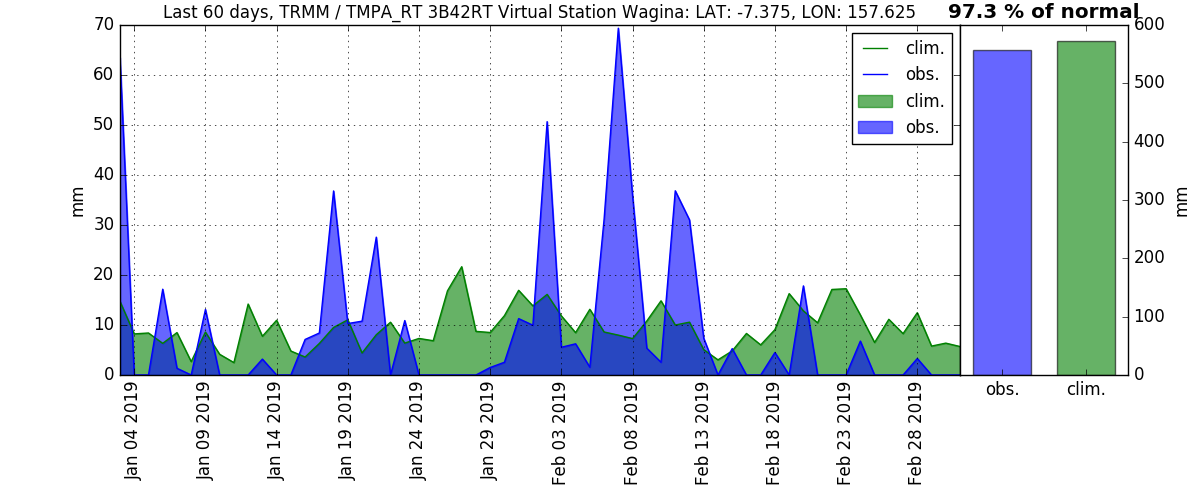 Last 60 days, TRMM / TMPA_RT 3B42RT Virtual Station Wagina: LAT: -7.375, LON: 157.625
97.3 % of normal
70
60
50
40
30
20
10
0
mm
clim.
obs.
clim.
obs.
600
500
400
300
200
100
0
mm
Jan 04 2019
Jan 09 2019
Jan 14 2019
Jan 19 2019
Jan 24 2019
Jan 29 2019
Feb 03 2019
Feb 08 2019
Feb 13 2019
Feb 18 2019
Feb 23 2019
Feb 28 2019
obs. clim.